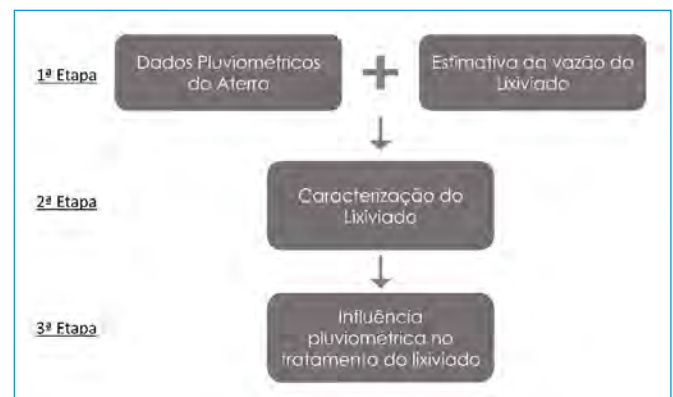 1ª Etapa
Dados Pluviométricos
do Aterro
+
Estimativa da vazão do
Lixiviado
2ª Etapa
Caracterização do
Lixiviado
3ª Etapa
Influência
pluviométrica no
tratamento do lixiviado